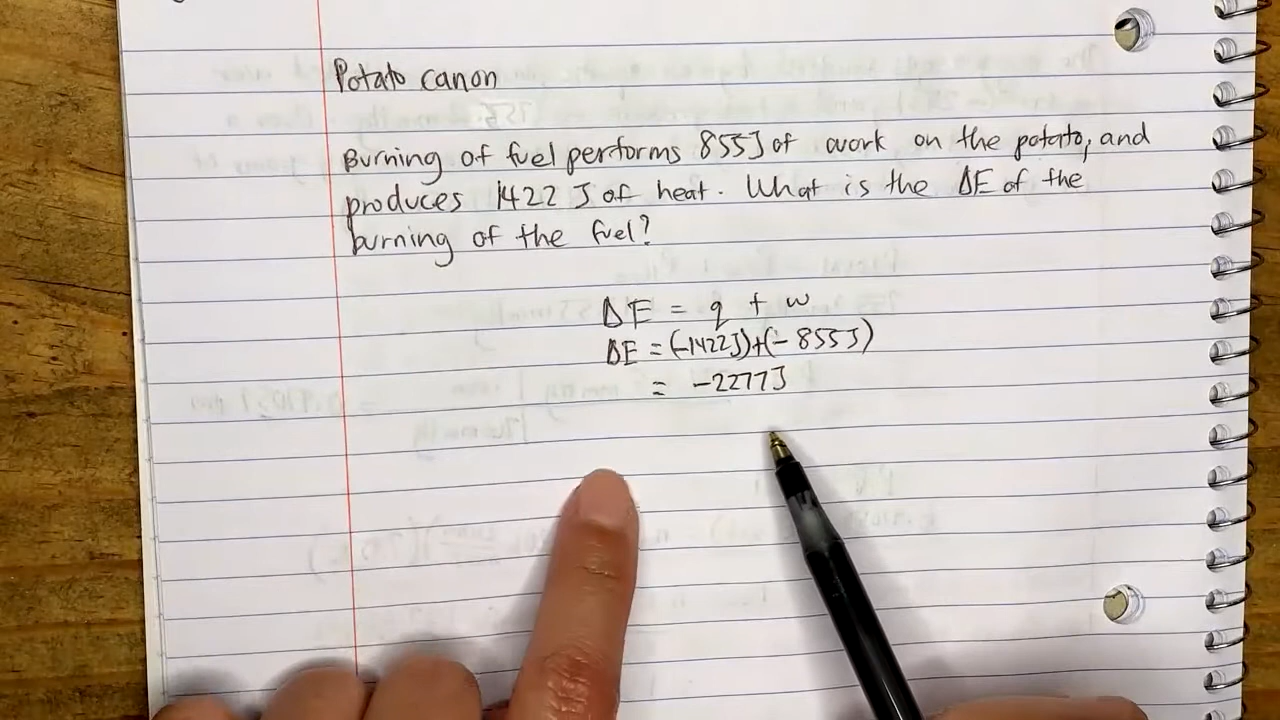 Potato canon
Burning of fuel performs 855J of work on the potato, and
produces 1422 J of heat. What is the ΔE of the
burning of the fuel?
ΔE = q + w
ΔE = (-1422J)+(-855J)
= -2277J